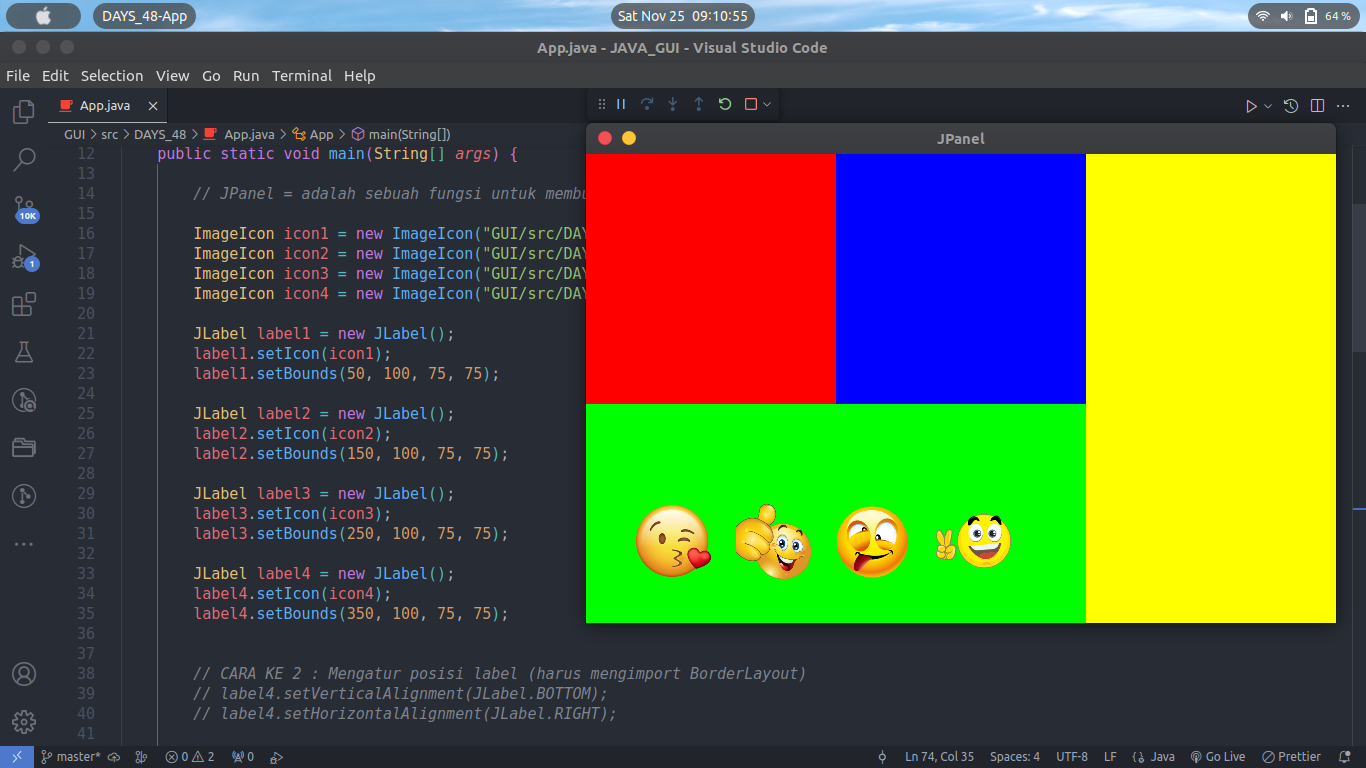 DAYS_48-App
Sat Nov 25 09:10:55
64 %
App.java - JAVA_GUI - Visual Studio Code
File Edit Selection View Go Run Terminal Help
App.java
GUI > src > DAYS_48 > App.java > App > main(String[])
JPanel
12 public static void main(String[] args) {
13
14 // JPanel = adalah sebuah fungsi untuk
15
16 ImageIcon icon1 = new ImageIcon("GUI/src/DAY
17 ImageIcon icon2 = new ImageIcon("GUI/src/DAY
18 ImageIcon icon3 = new ImageIcon("GUI/src/DAY
19 ImageIcon icon4 = new ImageIcon("GUI/src/DAY
20
21 JLabel label1 = new JLabel();
22 label1.setIcon(icon1);
23 label1.setBounds(50, 100, 75, 75);
24
25 JLabel label2 = new JLabel();
26 label2.setIcon(icon2);
27 label2.setBounds(150, 100, 75, 75);
28
29 JLabel label3 = new JLabel();
30 label3.setIcon(icon3);
31 label3.setBounds(250, 100, 75, 75);
32
33 JLabel label4 = new JLabel();
34 label4.setIcon(icon4);
35 label4.setBounds(350, 100, 75, 75);
36
37
38 // CARA KE 2 : Mengatur posisi label (harus mengimport BorderLayout)
39 // label4.setVerticalAlignment(JLabel.BOTTOM);
40 // label4.setHorizontalAlignment(JLabel.RIGHT);
41
10K
1
master* 0 2 0
Ln 74, Col 35 Spaces: 4 UTF-8 LF {} Java Go Live Prettier